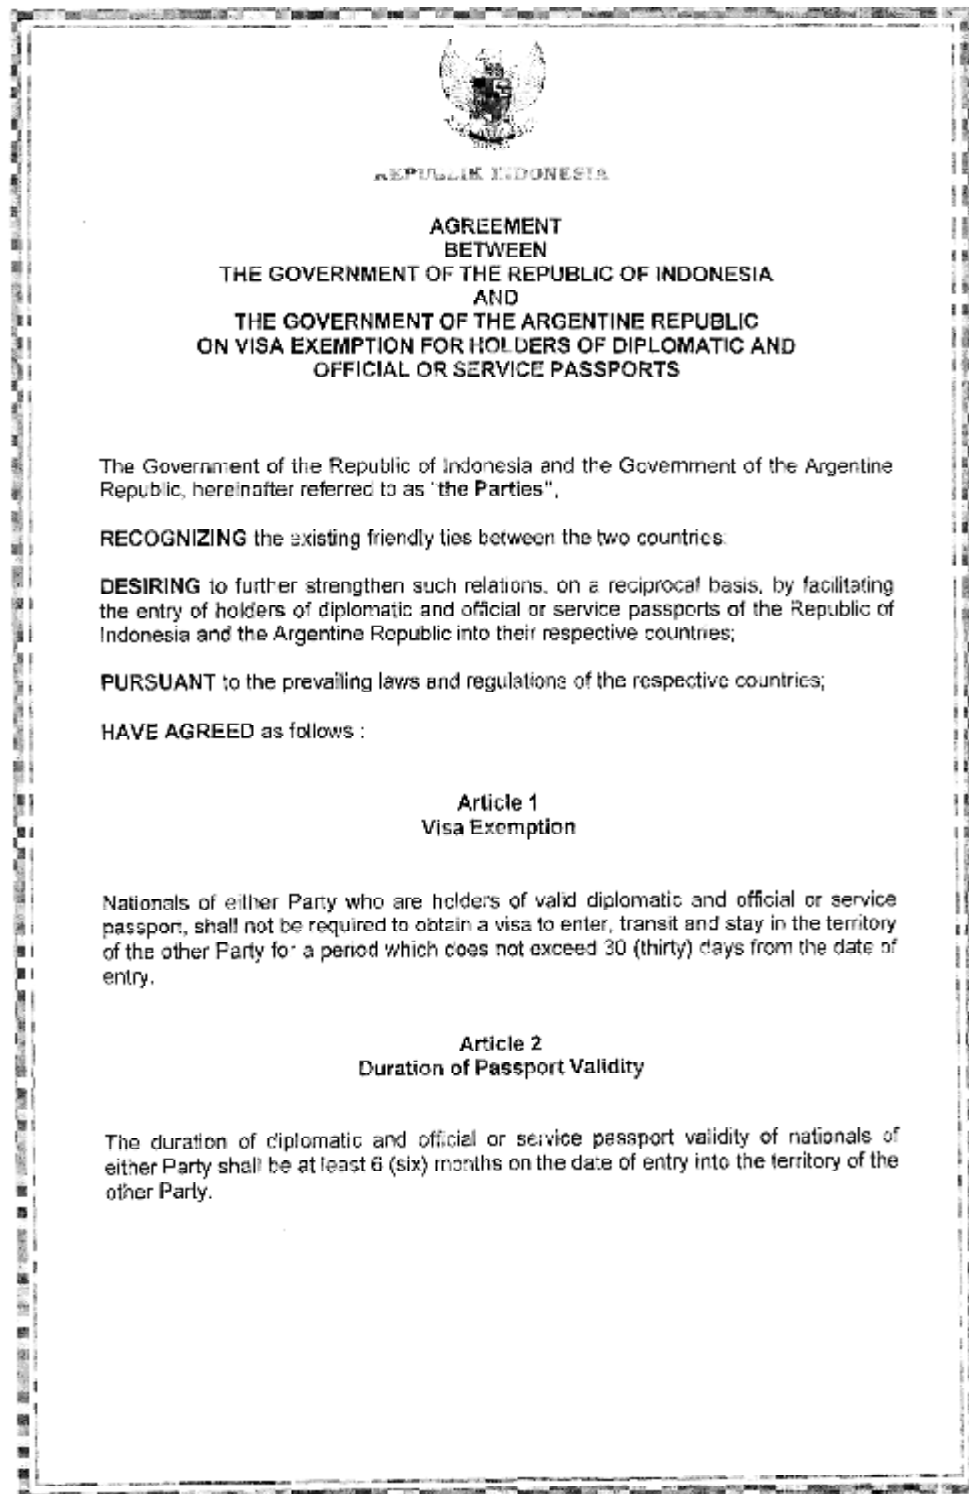 REPUBLIK INDONESIA
AGREEMENT
BETWEEN
THE GOVERNMENT OF THE REPUBLIC OF INDONESIA
AND
THE GOVERNMENT OF THE ARGENTINE REPUBLIC
ON VISA EXEMPTION FOR HOLDERS OF DIPLOMATIC AND
OFFICIAL OR SERVICE PASSPORTS
The Government of the Republic of Indonesia and the Government of the Argentine
Republic, hereinafter referred to as "the Parties",
RECOGNIZING the existing friendly ties between the two countries;
DESIRING to further strengthen such relations, on a reciprocal basis, by facilitating
the entry of holders of diplomatic and official or service passports of the Republic of
Indonesia and the Argentine Republic into their respective countries;
PURSUANT to the prevailing laws and regulations of the respective countries;
HAVE AGREED as follows :
Article 1
Visa Exemption
Nationals of either Party who are holders of valid diplomatic and official or service
passport, shall not be required to obtain a visa to enter, transit and stay in the territory
of the other Party for a period which does not exceed 30 (thirty) days from the date of
entry.
Article 2
Duration of Passport Validity
The duration of diplomatic and official or service passport validity of nationals of
either Party shall be at least 6 (six) months on the date of entry into the territory of the
other Party.